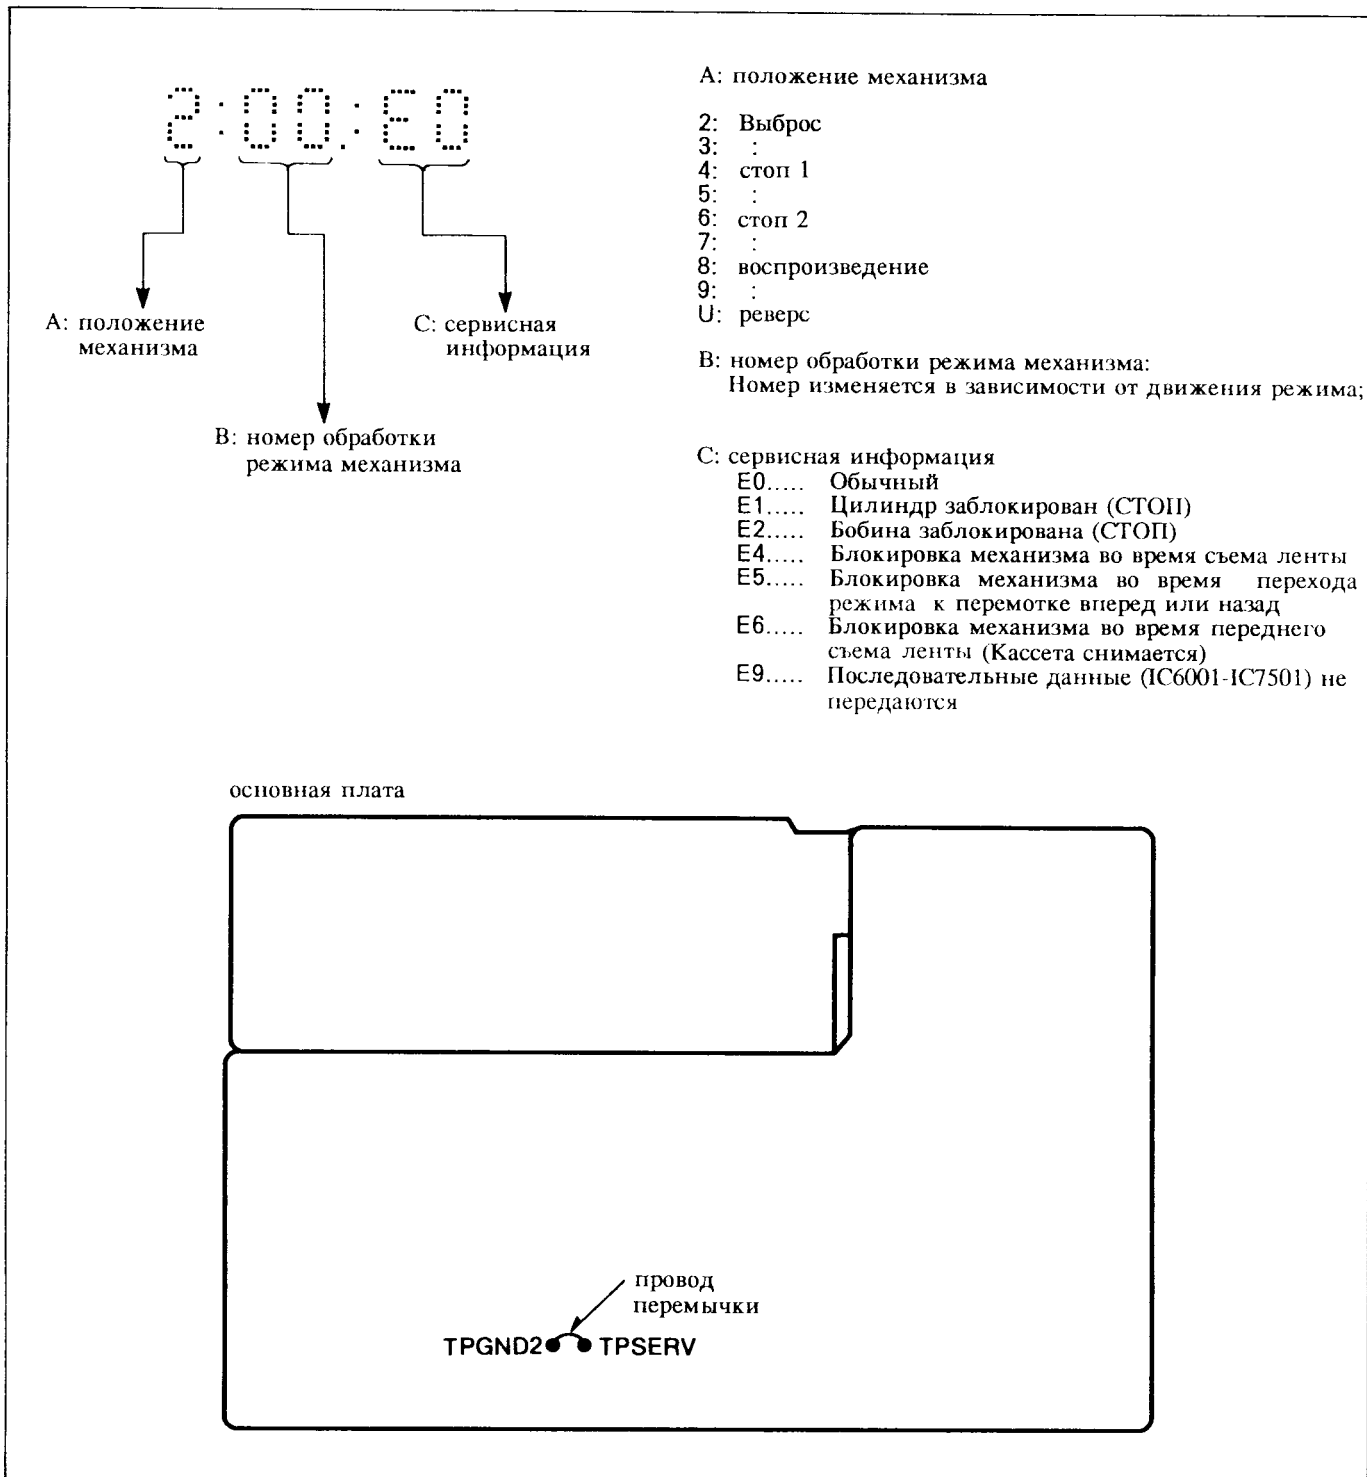 2:00:E0
A: положение
механизма
C: сервисная
информация
B: номер обработки
режима механизма
A: положение механизма
2: Выброс
3: :
4: стоп 1
5: :
6: стоп 2
7: :
8: воспроизведение
9: :
U: реверс
B: номер обработки режима механизма:
Номер изменяется в зависимости от движения режима;
C: сервисная информация
E0..... Обычный
E1..... Цилиндр заблокирован (СТОП)
E2..... Бобина заблокирована (СТОП)
E4..... Блокировка механизма во время съема ленты
E5..... Блокировка механизма во время перехода
режима к перемотке вперед или назад
E6..... Блокировка механизма во время переднего
съема ленты (Кассета снимается)
E9..... Последовательные данные (IC6001-IC7501) не
передаются
основная плата
провод
перемычки
TPGND2 TPSERV